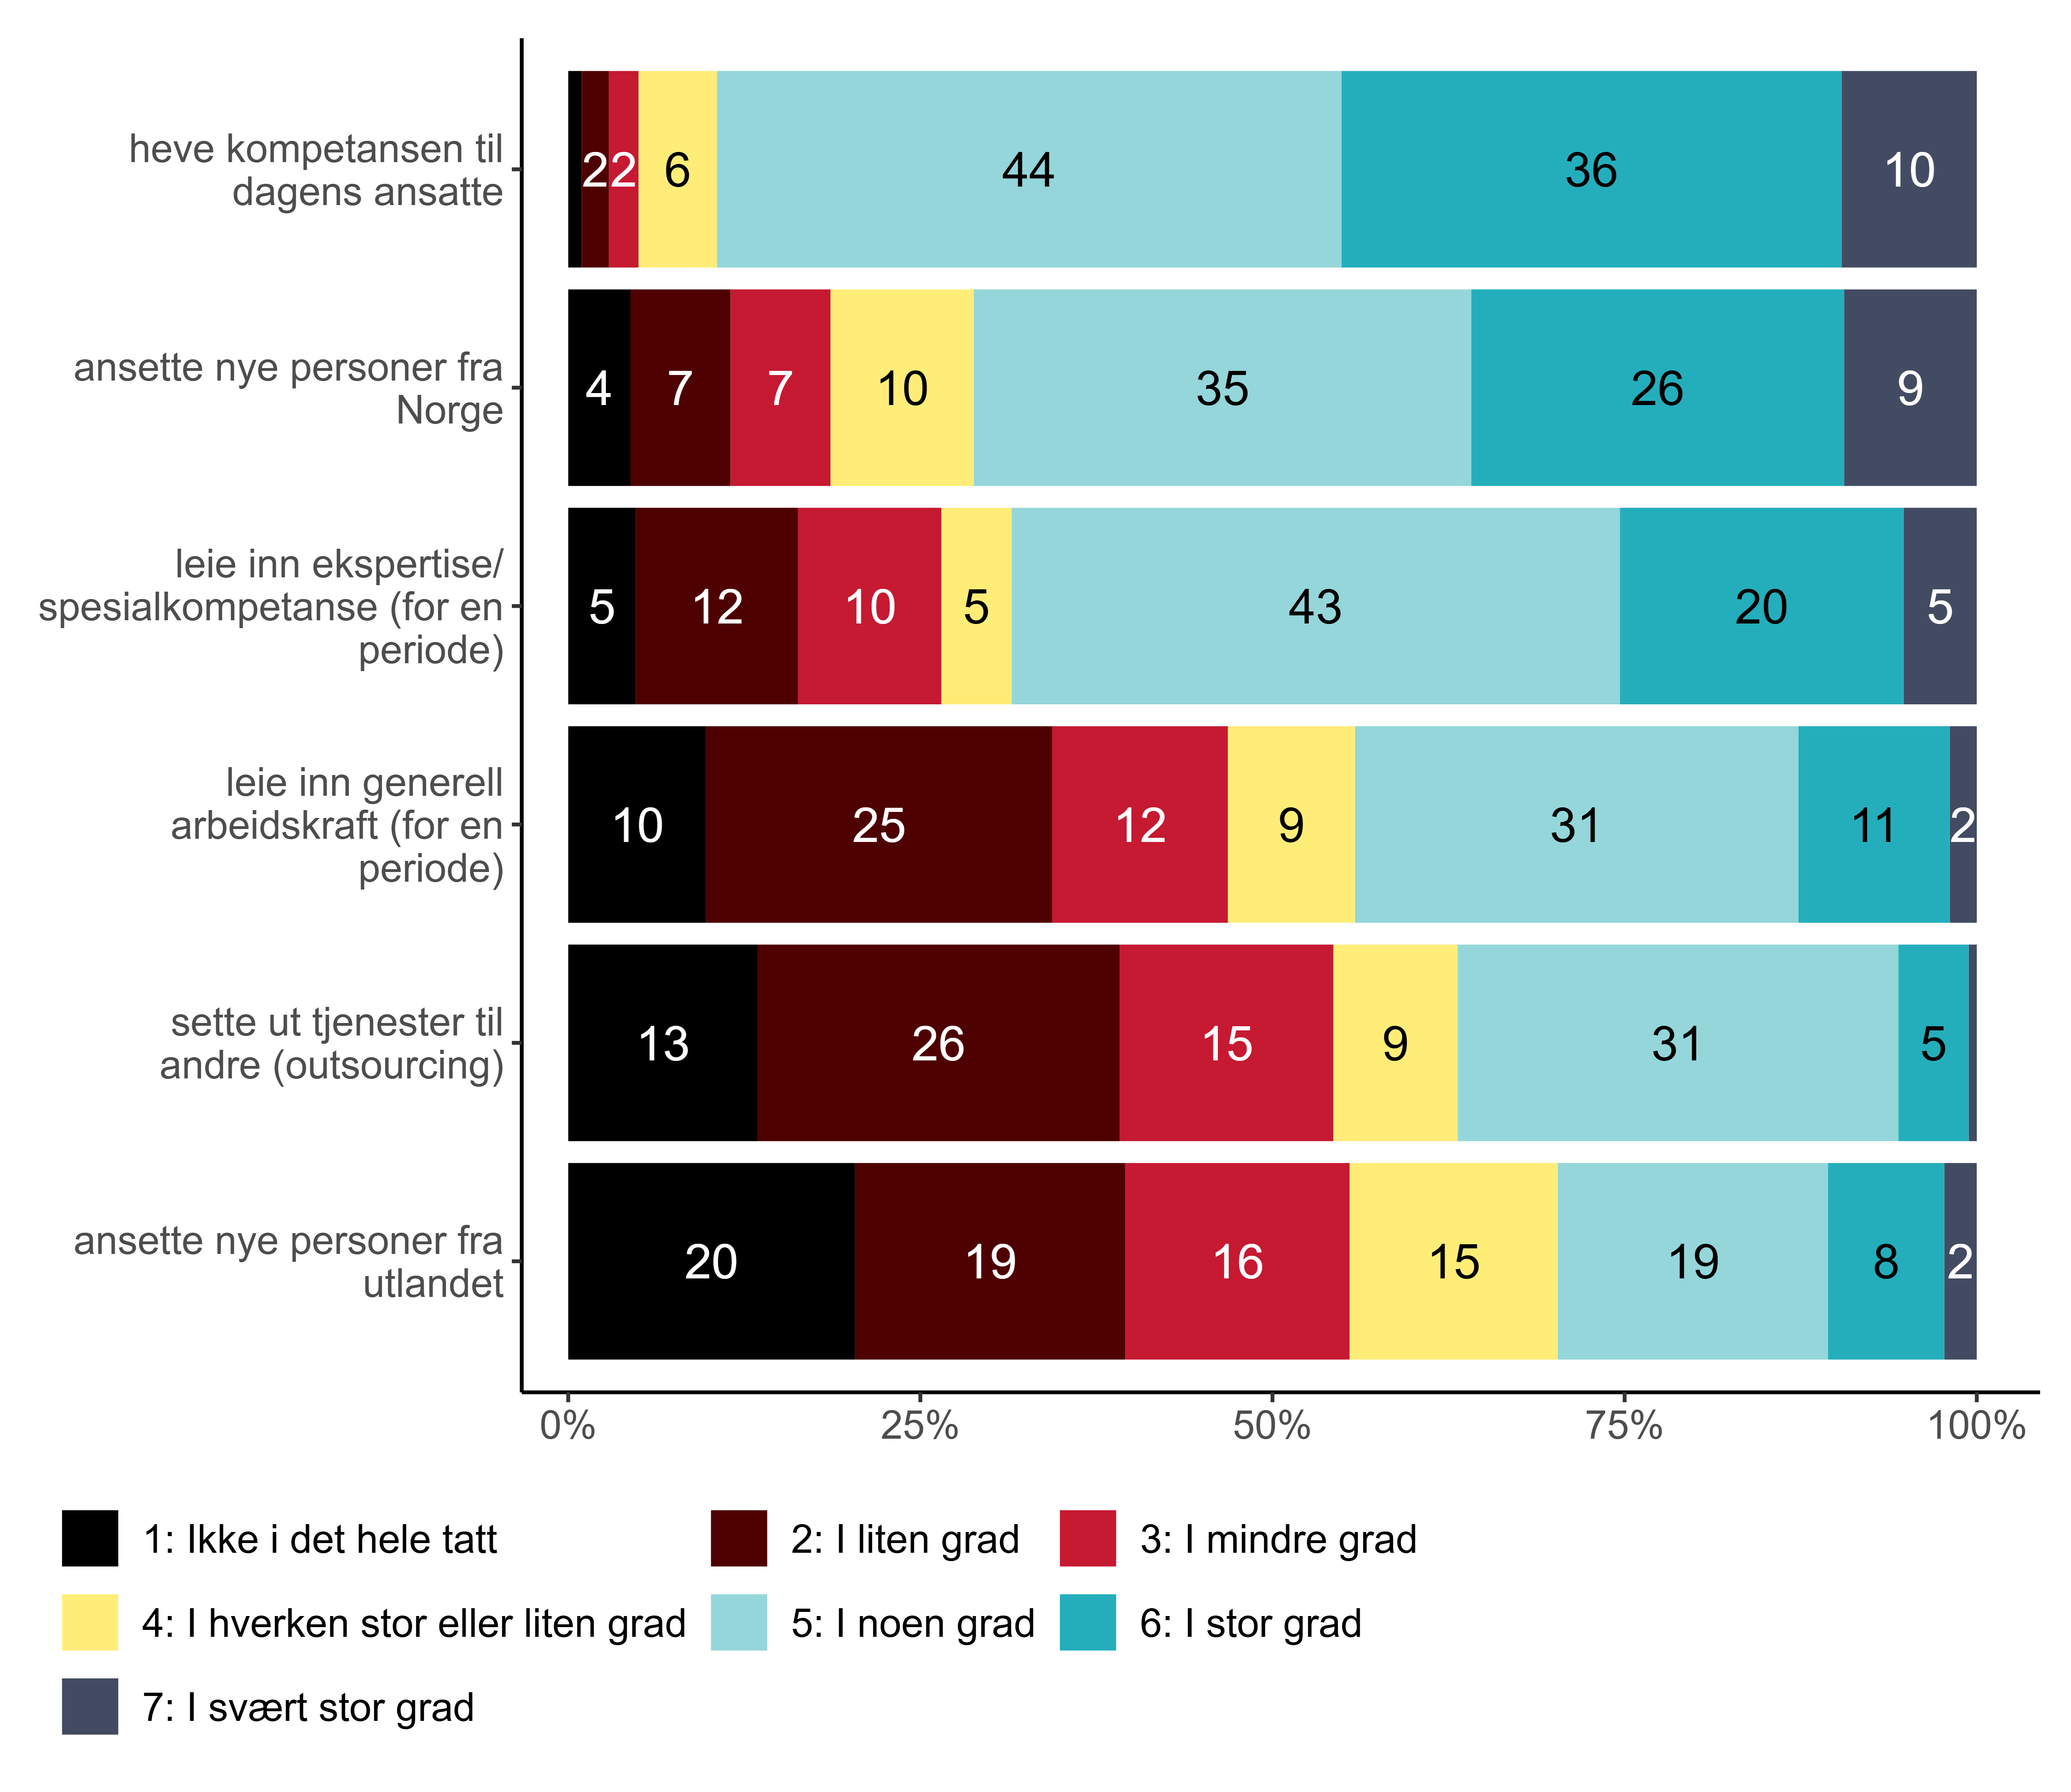 heve kompetansen til
dagens ansatte
2 2 6 44 36 10
ansette nye personer fra
Norge
4 7 7 10 35 26 9
leie inn ekspertise/
spesialkompetanse (for en
periode)
5 12 10 5 43 20 5
leie inn generell
arbeidskraft (for en
periode)
10 25 12 9 31 11 2
sette ut tjenester til
andre (outsourcing)
13 26 15 9 31 5
ansette nye personer fra
utlandet
20 19 16 15 19 8 2
0% 25% 50% 75% 100%
1: Ikke i det hele tatt 2: I liten grad 3: I mindre grad
4: I hverken stor eller liten grad 5: I noen grad 6: I stor grad
7: I svært stor grad